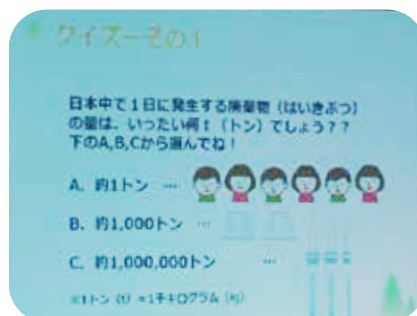 クイズーその1
日本中で1日に発生する廃棄物（はいきぶつ）
の量は、いったい何t（トン）でしょう？？
下のA,B,Cから選んでね！
A. 約1トン …
B. 約1,000トン …
C. 約1,000,000トン …
※1トン（t）＝1千キログラム（kg）